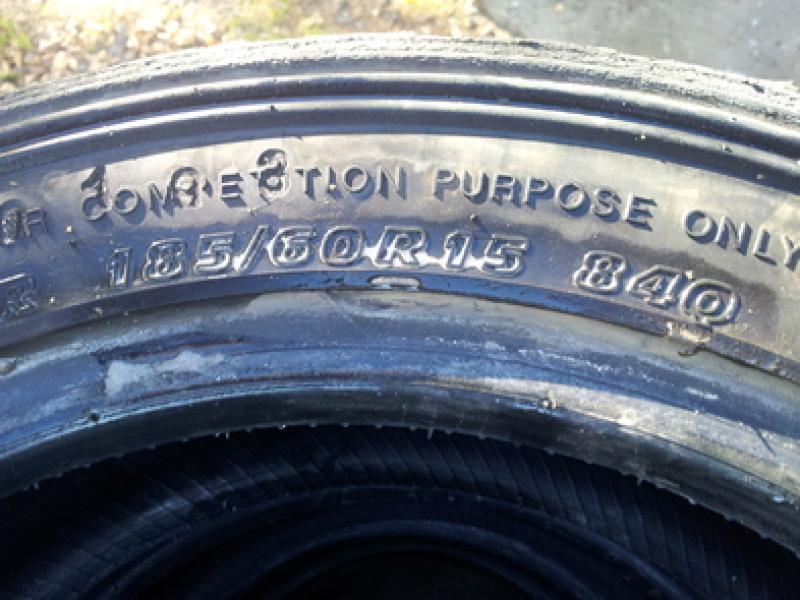 COMPETITION PURPOSE ONLY
R 185/60R15 84Q